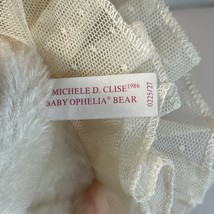 MICHELE D. CLISE 1986
BABY OPHELIA® BEAR
0225/27